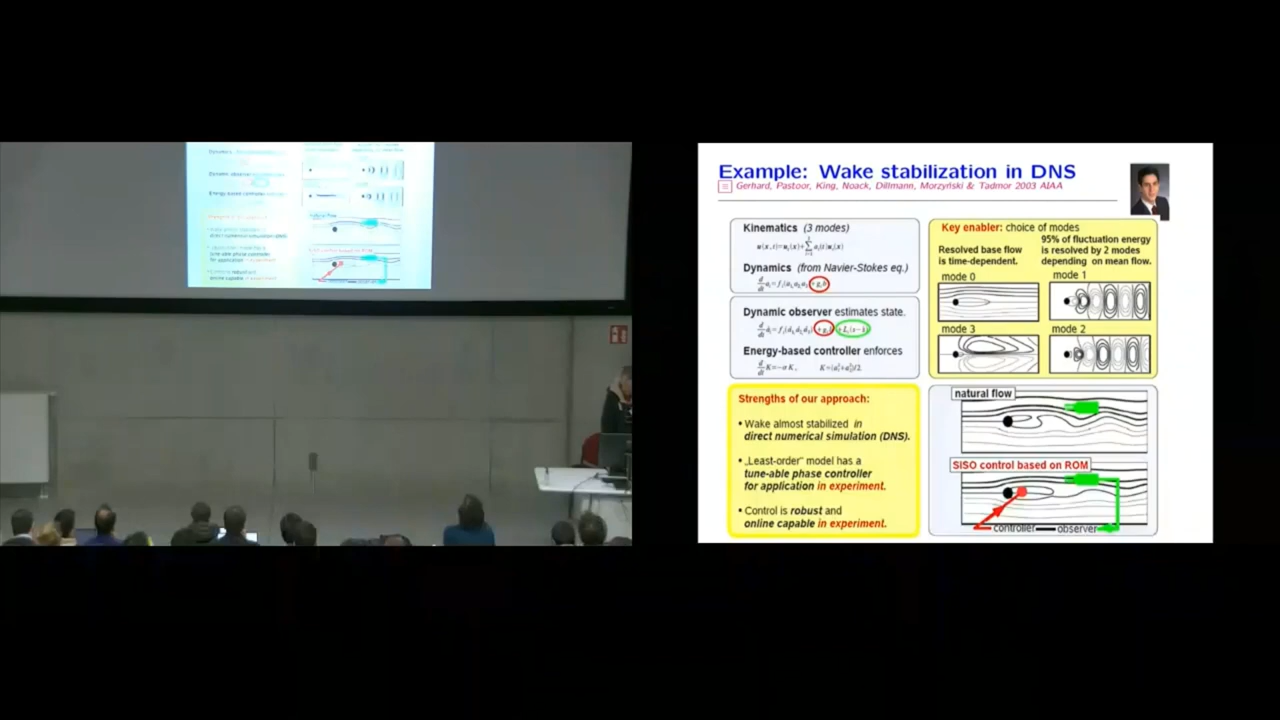 Example: Wake stabilization in DNS
Gerhard, Pastoor, King, Noack, Dillmann, Morzyński & Tadmor 2003 AIAA
Kinematics (3 modes)
Dynamics (from Navier-Stokes eq.)
Dynamic observer estimates state.
Energy-based controller enforces
Strengths of our approach:
• Wake almost stabilized in
direct numerical simulation (DNS).
• „Least-order" model has a
tune-able phase controller
for application in experiment.
• Control is robust and
online capable in experiment.
Key enabler: choice of modes
Resolved base flow
is time-dependent.
95% of fluctuation energy
is resolved by 2 modes
depending on mean flow.
mode 0
mode 1
mode 3
mode 2
natural flow
SiSO control based on ROM
controller
observer